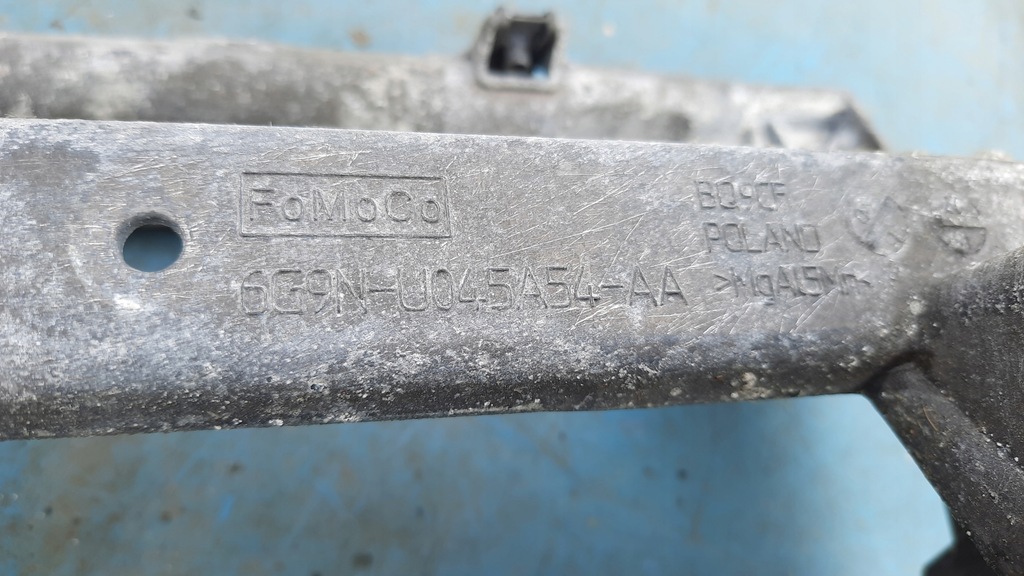 FoMoCo
6G9N-U045A54-AA
BQ9CF
POLAND
>MgAl5Mn<